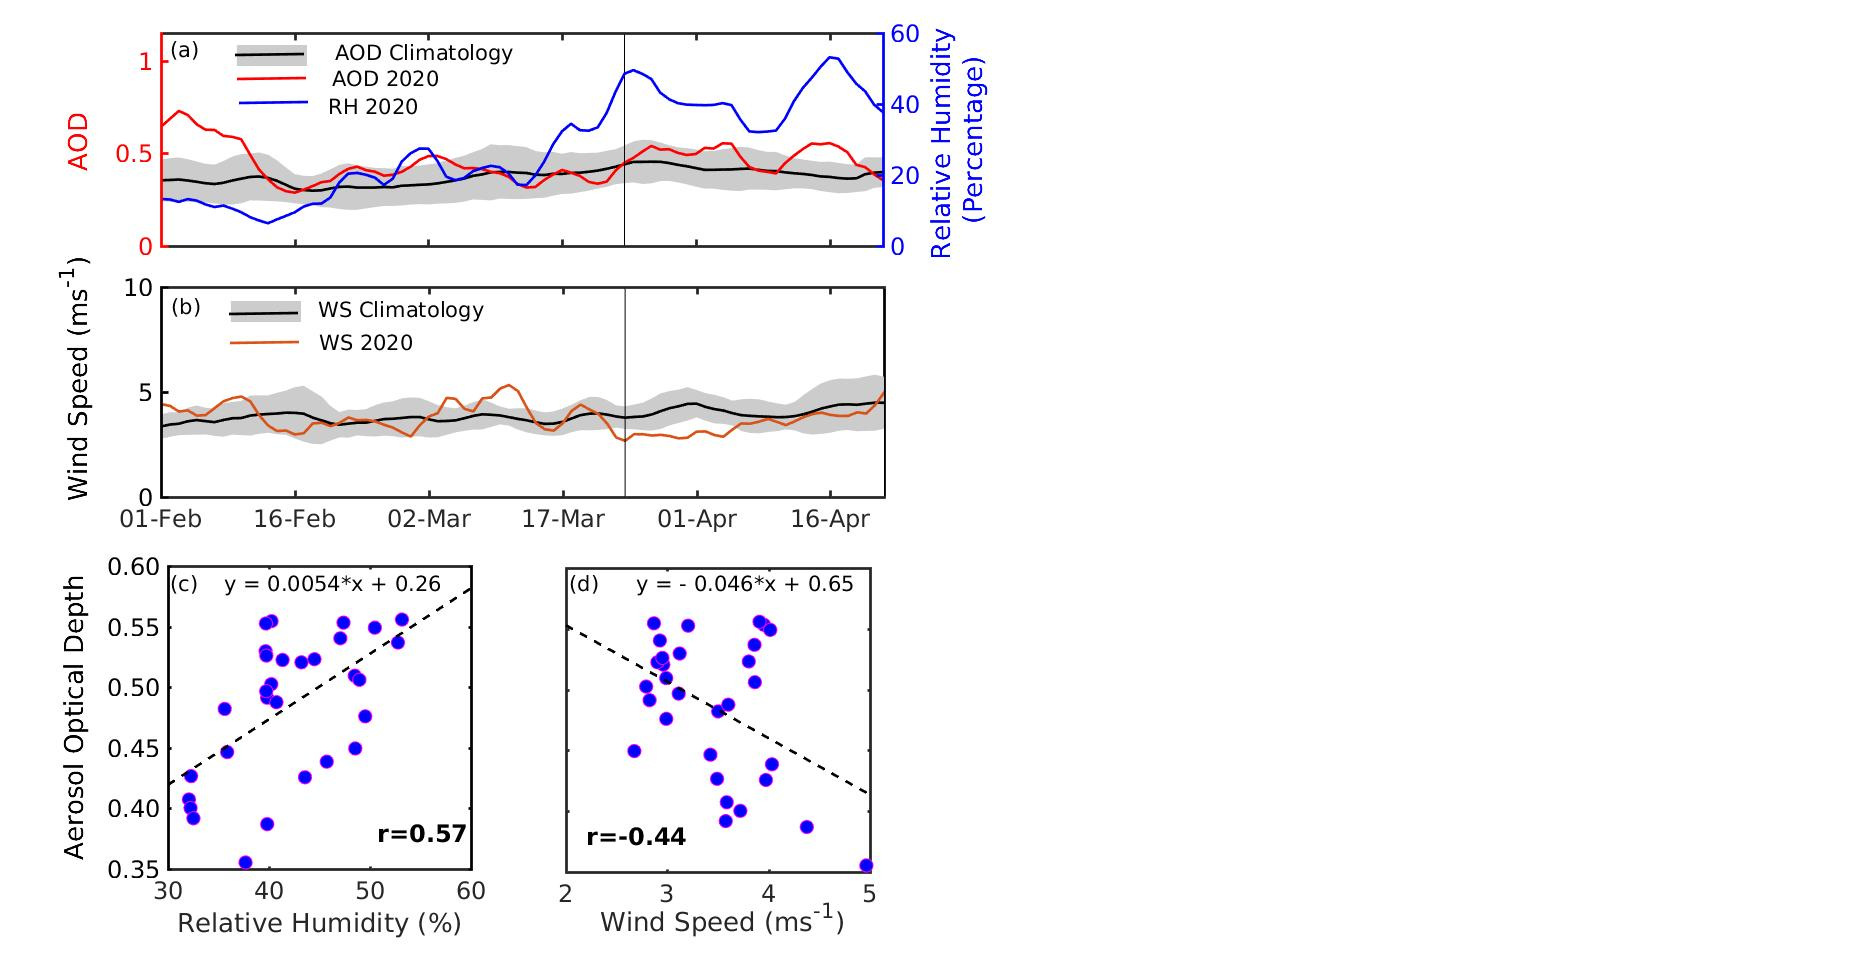 (a)
AOD Climatology
AOD 2020
RH 2020
1
0.5
0
AOD
60
40
20
0
Relative Humidity
(Percentage)
(b)
WS Climatology
WS 2020
10
5
0
Wind Speed (ms⁻¹)
01-Feb 16-Feb 02-Mar 17-Mar 01-Apr 16-Apr
(c) y = 0.0054*x + 0.26
0.60
0.55
0.50
0.45
0.40
0.35
Aerosol Optical Depth
r=0.57
30 40 50 60
Relative Humidity (%)
(d) y = - 0.046*x + 0.65
r=-0.44
2 3 4 5
Wind Speed (ms⁻¹)